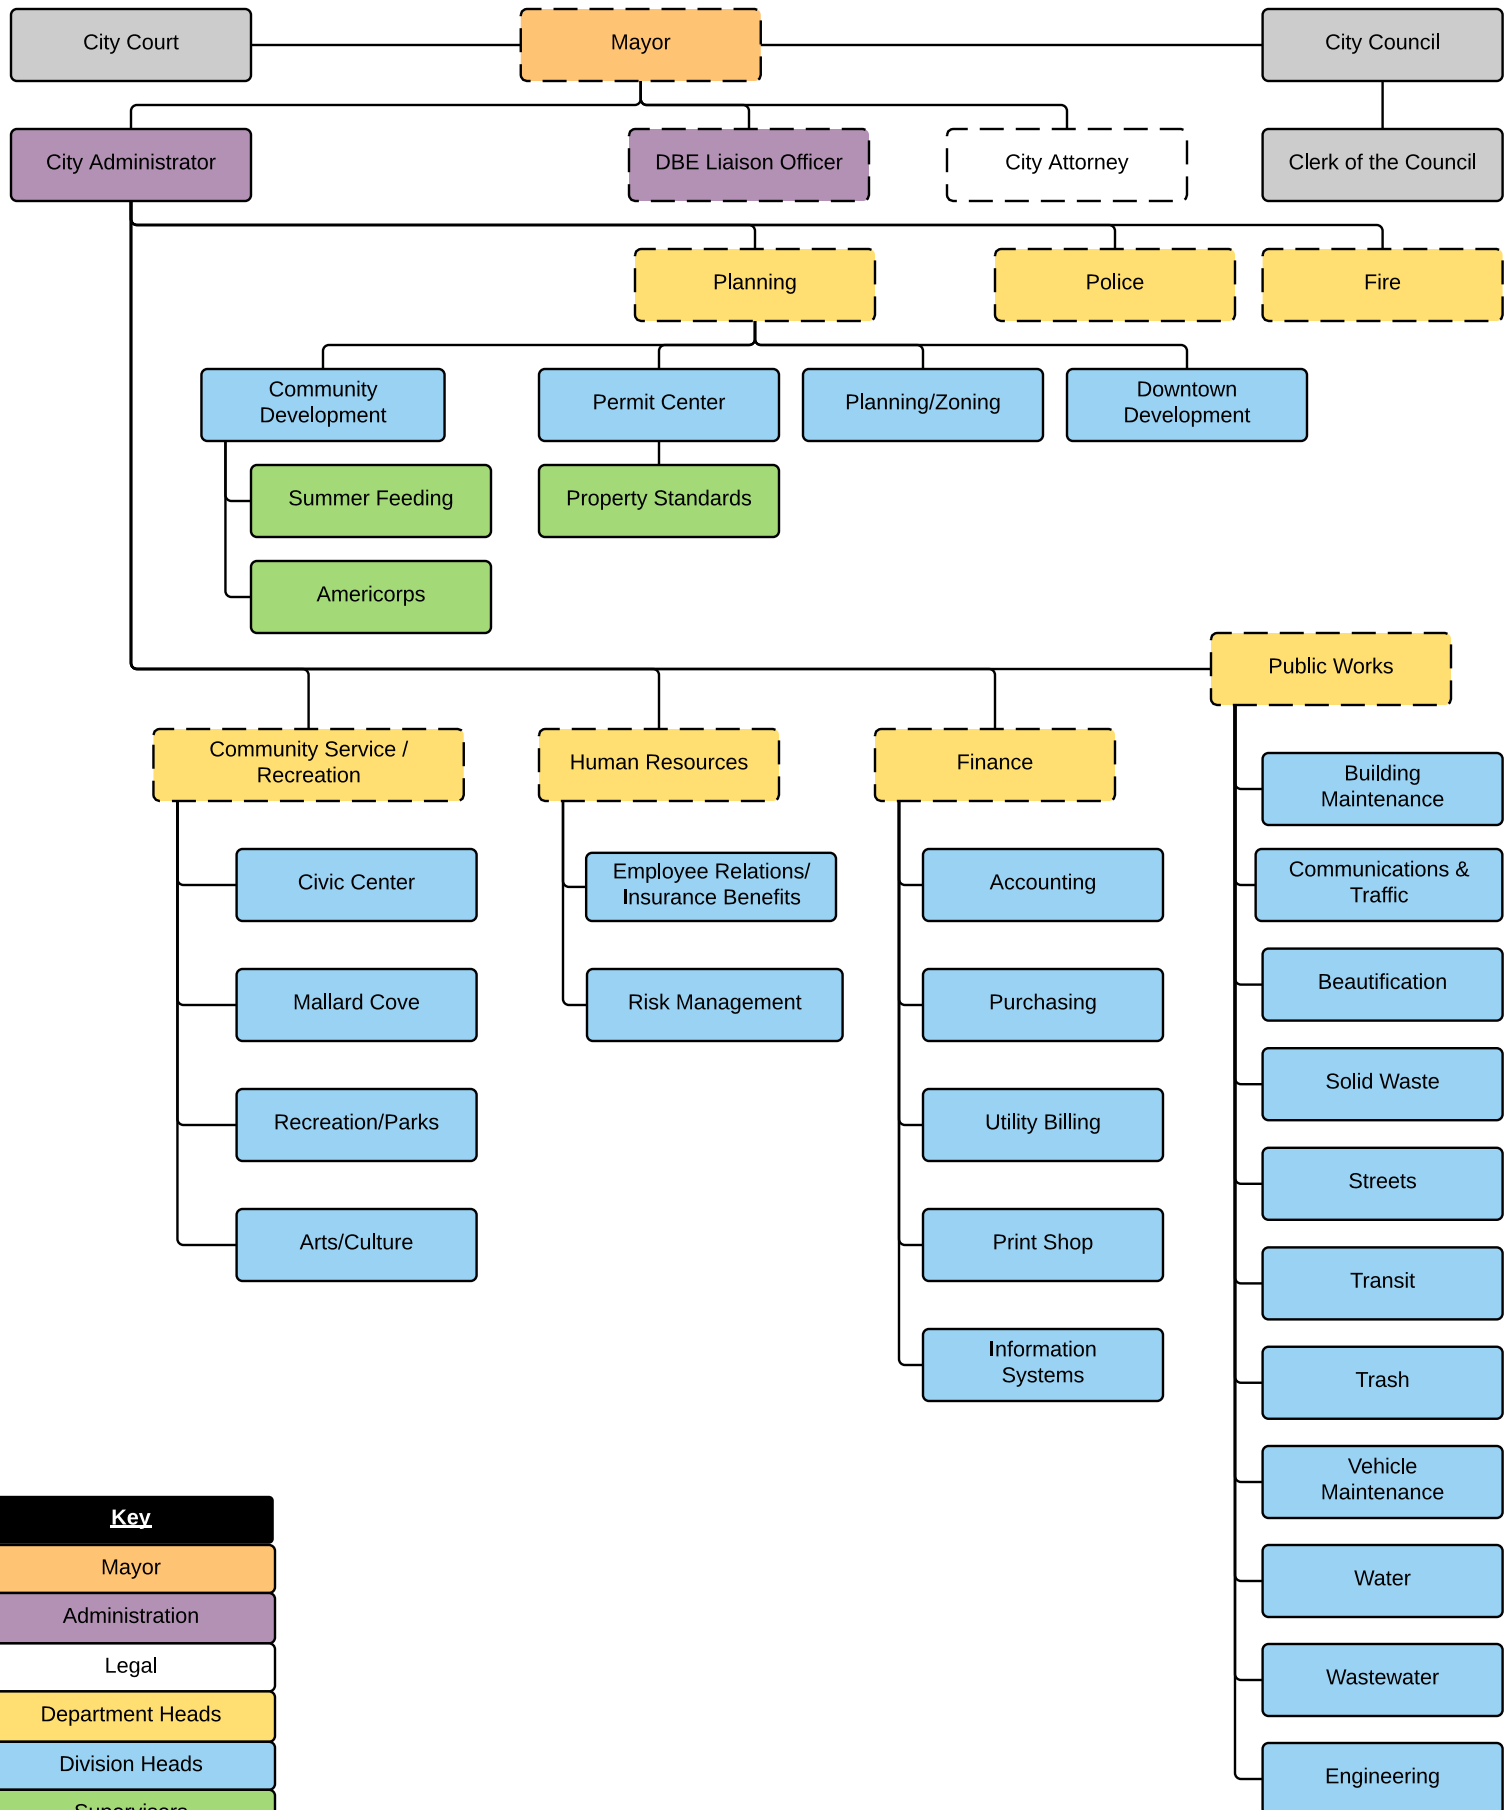 City Court
Mayor
City Council
City Administrator
DBE Liaison Officer
City Attorney
Clerk of the Council
Planning
Police
Fire
Community
Development
Permit Center
Planning/Zoning
Downtown
Development
Summer Feeding
Property Standards
Americorps
Public Works
Community Service /
Recreation
Human Resources
Finance
Building
Maintenance
Civic Center
Employee Relations/
Insurance Benefits
Accounting
Communications &
Traffic
Mallard Cove
Risk Management
Purchasing
Beautification
Solid Waste
Recreation/Parks
Utility Billing
Streets
Arts/Culture
Print Shop
Transit
Information
Systems
Trash
Vehicle
Maintenance
Water
Wastewater
Engineering
Key
Mayor
Administration
Legal
Department Heads
Division Heads
Supervisors